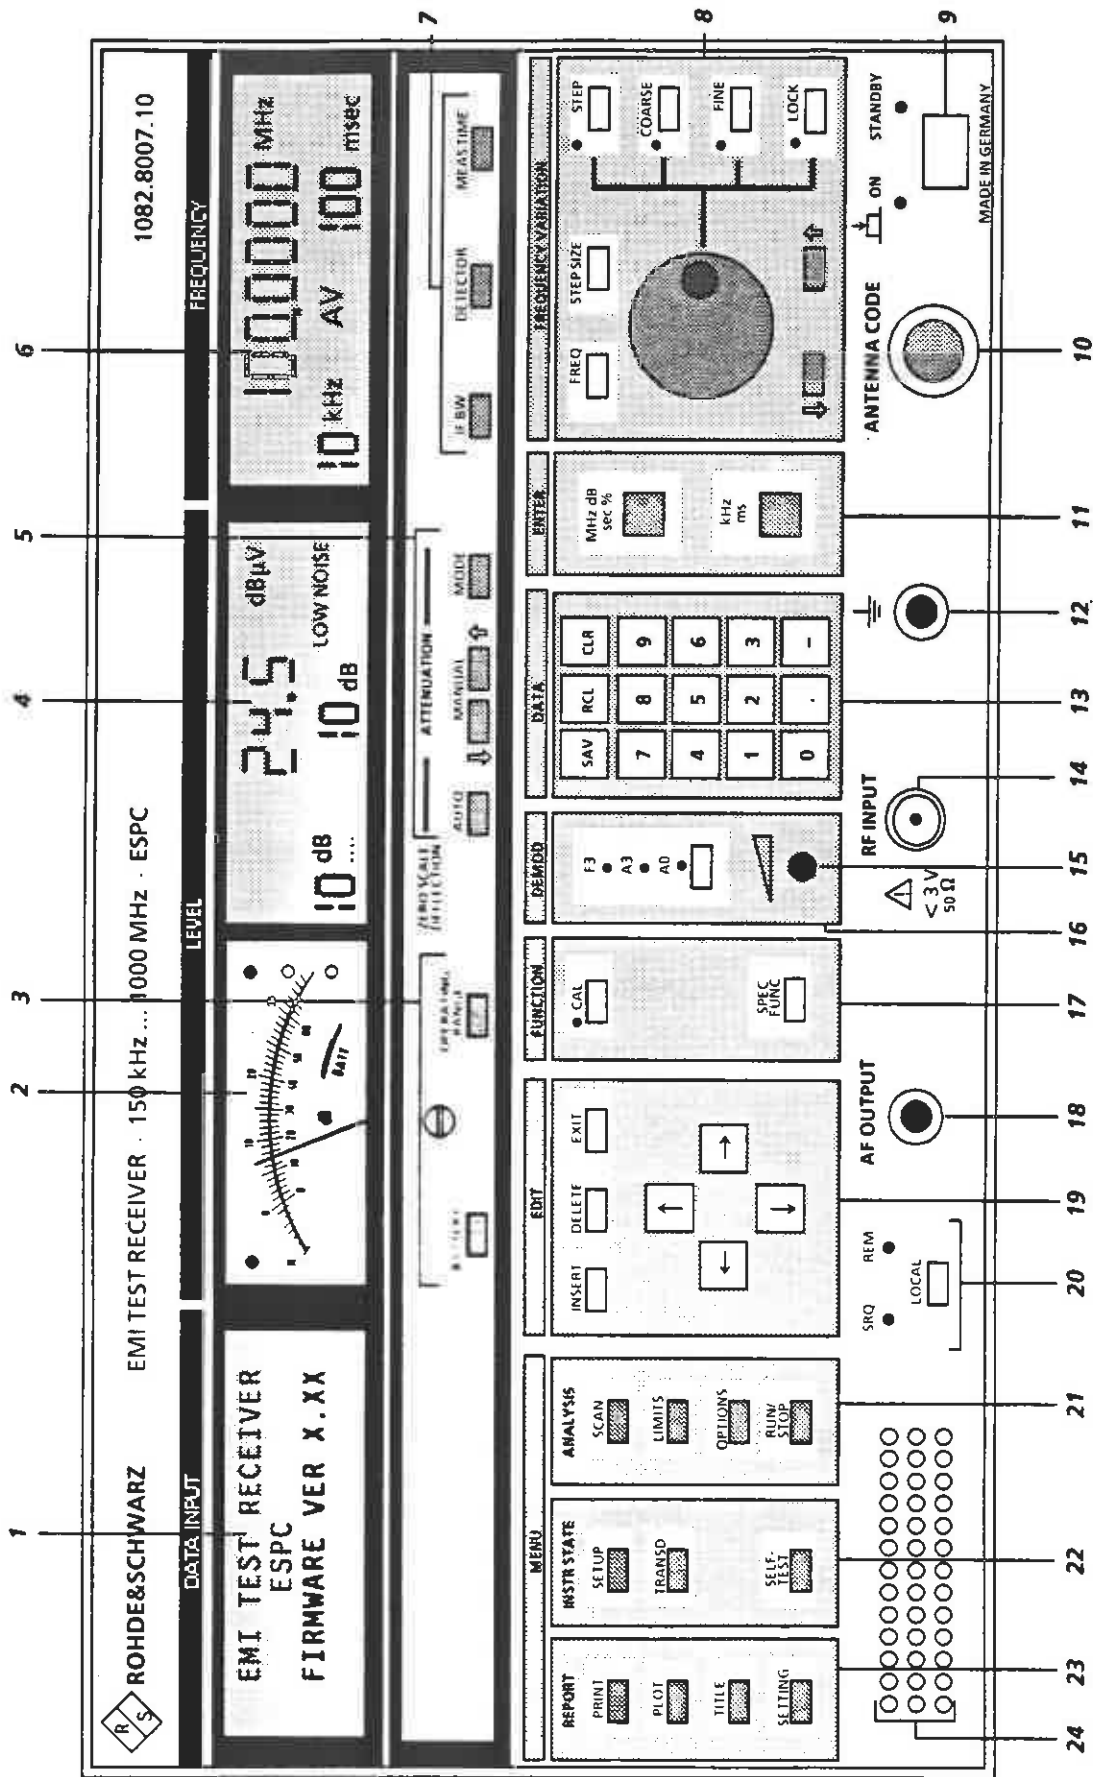 7
8
9
6
5
4
3
2
1
R
S
ROHDE&SCHWARZ
EMI TEST RECEIVER · 150 kHz ... 1000 MHz · ESPC
1082.8007.10
DATA INPUT
LEVEL
FREQUENCY
EMI TEST RECEIVER
ESPC
FIRMWARE VER X.XX
dB
BATT
24.5 dBµV
10 dB
10 dB
LOW NOISE
100.0000 MHz
10 kHz AV 100 msec
BATTERY
OPERATING
RANGE
ZERO SCALE
DEFLECTION
ATTENUATION
AUTO
MANUAL
MODE
IF BW
DETECTOR
MEAS TIME
MENU
REPORT
PRINT
PLOT
TITLE
SETTING
INSTR STATE
SETUP
TRANSD
SELF-
TEST
ANALYSIS
SCAN
LIMITS
OPTIONS
RUN/
STOP
EDIT
INSERT
DELETE
EXIT
FUNCTION
CAL
SPEC
FUNC
DEMOD
F3
A3
A0
DATA
SAV RCL CLR
7 8 9
4 5 6
1 2 3
0 . –
ENTER
MHz dB
sec %
kHz
ms
FREQUENCY VARIATION
FREQ
STEPSIZE
STEP
COARSE
FINE
LOCK
SRQ
REM
LOCAL
AF OUTPUT
< 3 V
50 Ω
RF INPUT
ANTENNA CODE
ON
STANDBY
MADE IN GERMANY
24
23
22
21
20
19
18
17
16
15
14
13
12
11
10